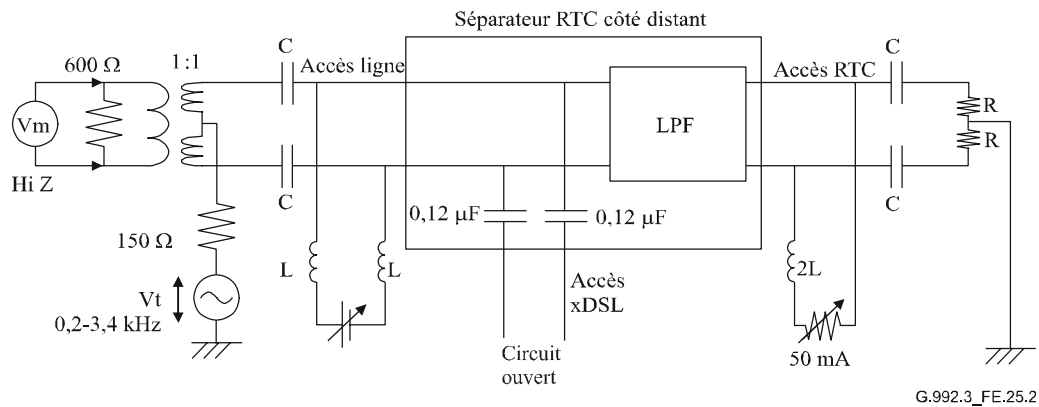 Séparateur RTC côté distant
600 Ω
1:1
C
Accès ligne
Accès RTC
C
Vm
LPF
R
R
Hi Z
C
0,12 µF
0,12 µF
C
150 Ω
L
L
2L
Vt
0,2-3,4 kHz
Accès
xDSL
Circuit
ouvert
50 mA
G.992.3_FE.25.2